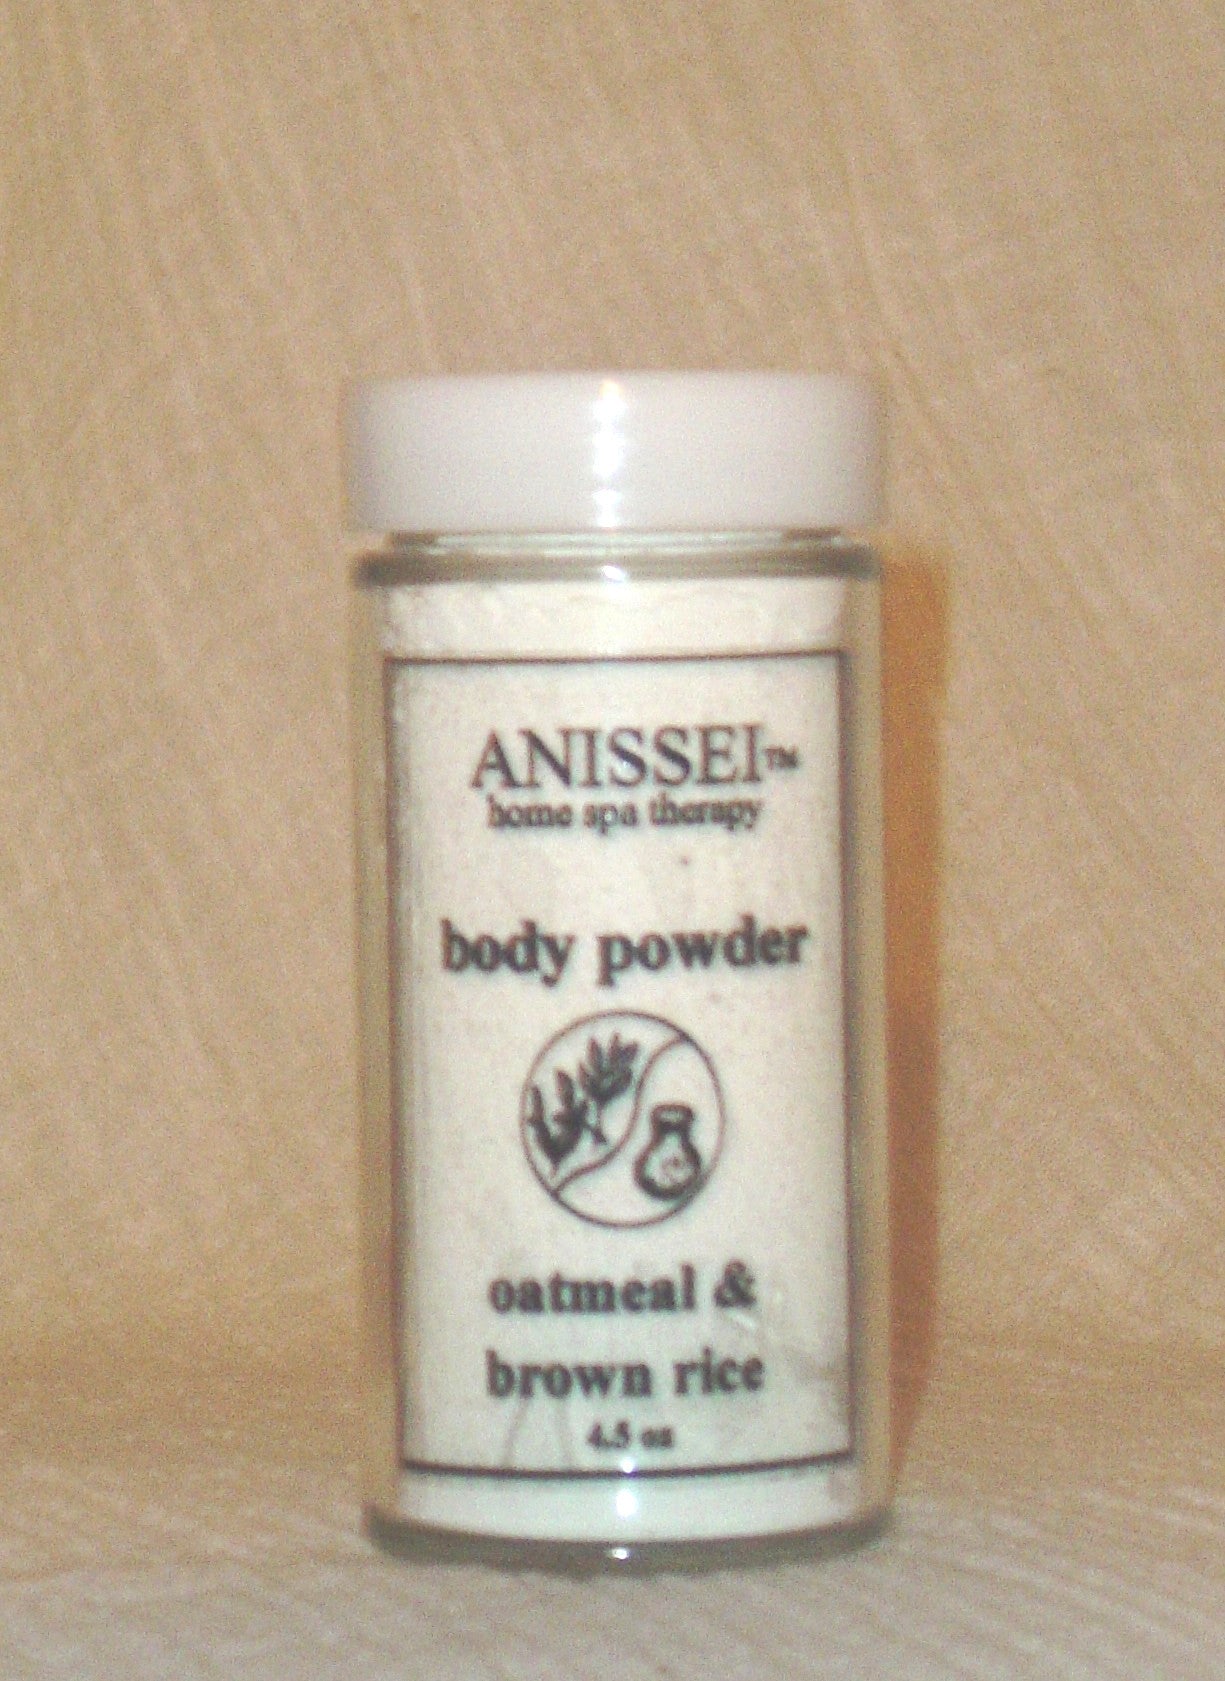 ANISSEI™
home spa therapy
body powder
oatmeal &
brown rice
4.5 oz